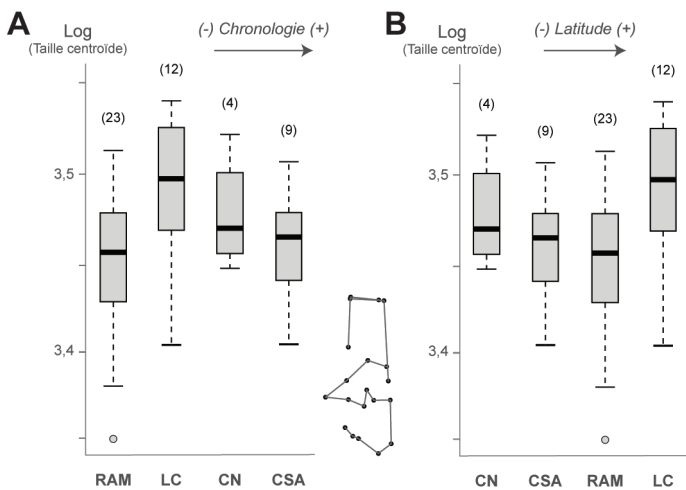 A
Log
(Taille centroïde)
(-) Chronologie (+)
(23)
(12)
(4)
(9)
3,5
3,4
RAM LC CN CSA
B
Log
(Taille centroïde)
(-) Latitude (+)
(4)
(9)
(23)
(12)
3,5
3,4
CN CSA RAM LC